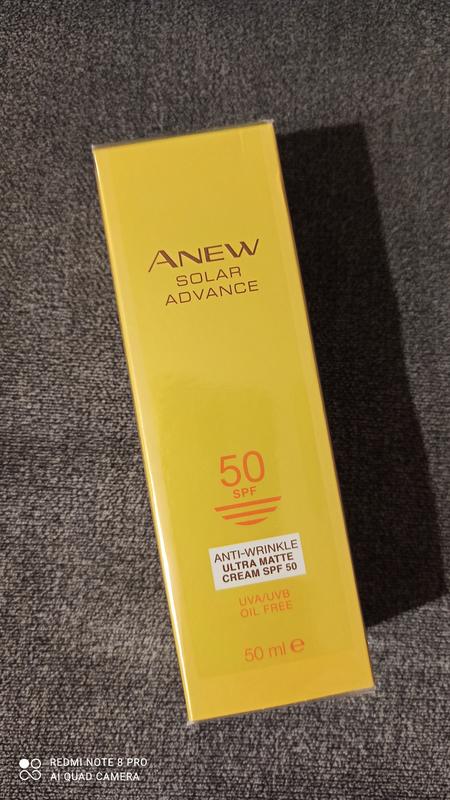 ANEW
SOLAR
ADVANCE
50
SPF
ANTI-WRINKLE
ULTRA MATTE
CREAM SPF 50
UVA/UVB
OIL FREE
50 ml e
REDMI NOTE 8 PRO
AI QUAD CAMERA